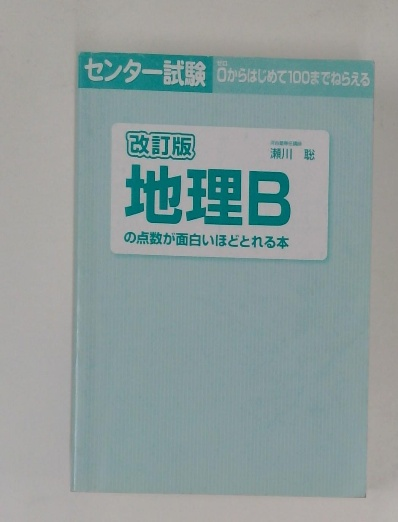 センター試験 0からはじめて100までねらえる
改訂版
瀬川 聡
地理B
の点数が面白いほどとれる本